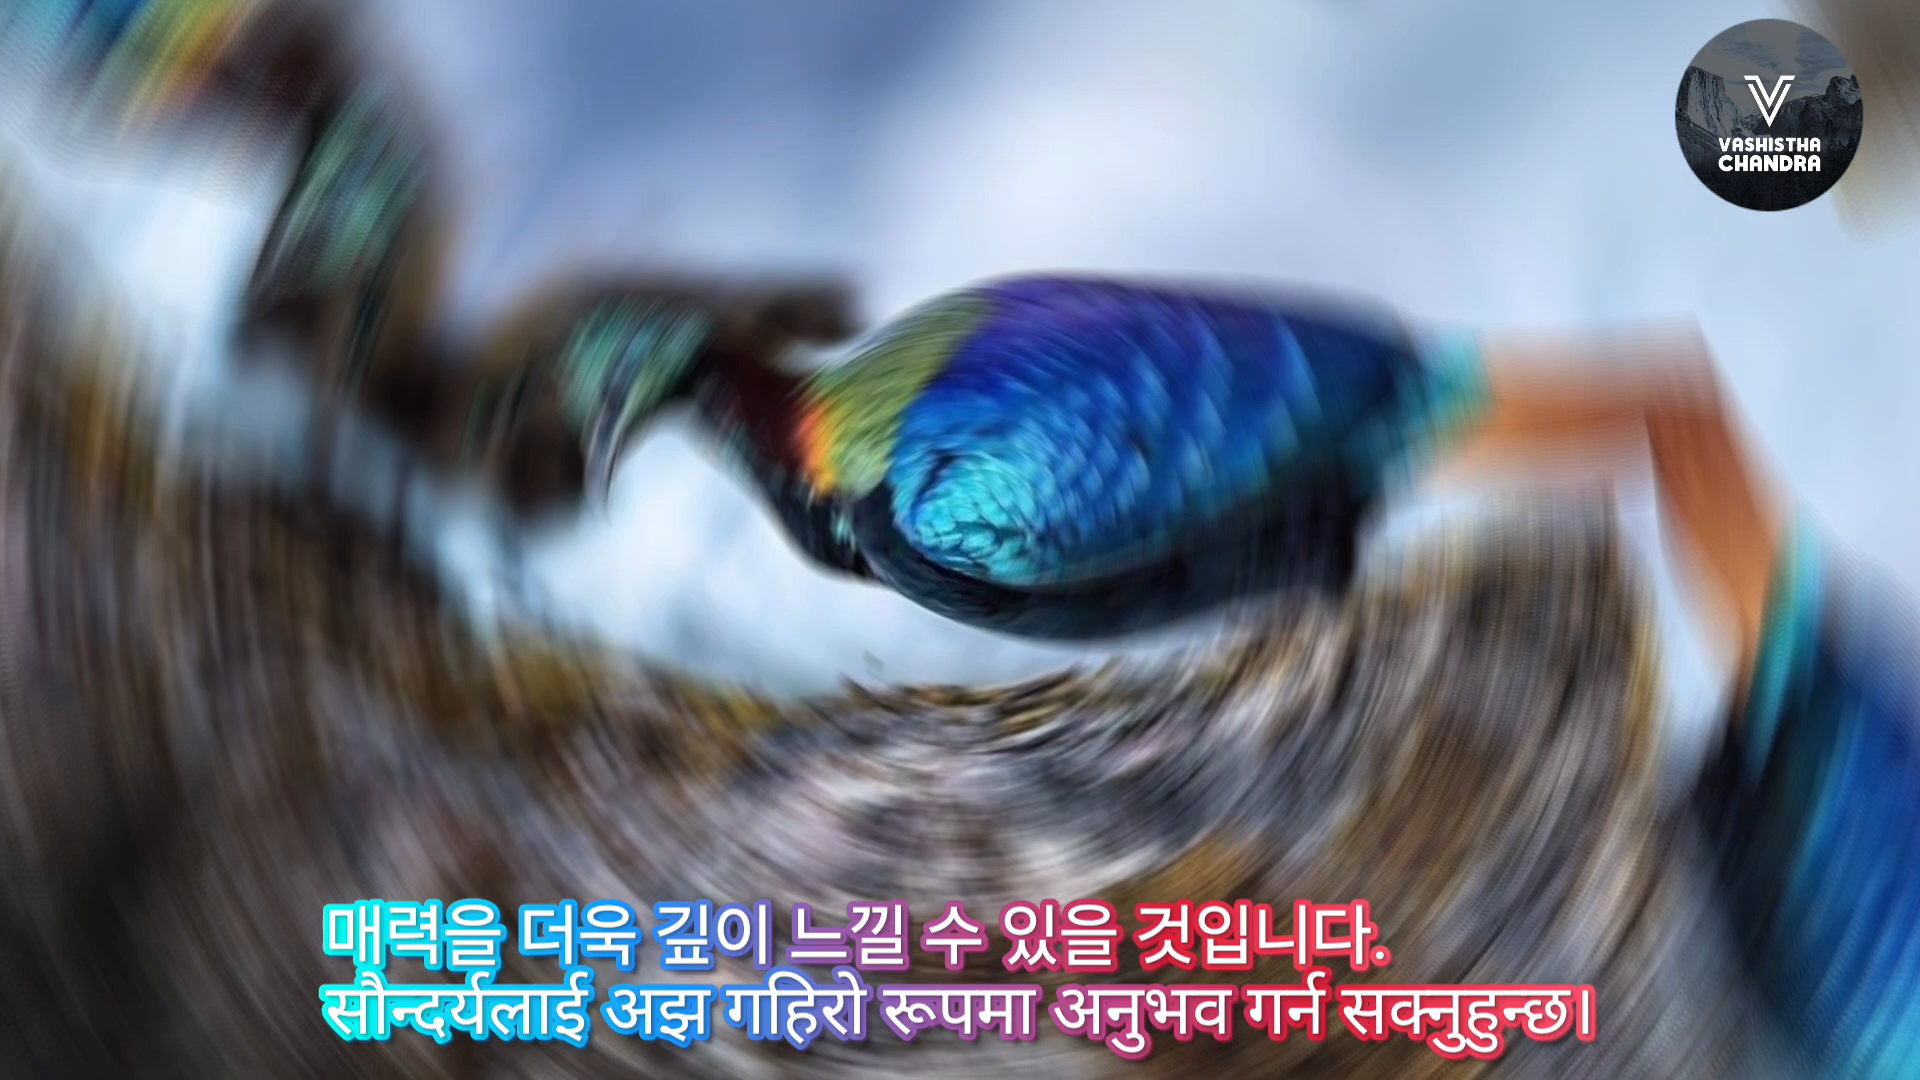 V
VASHISTHA
CHANDRA
매력을 더욱 깊이 느낄 수 있을 것입니다.
सौन्दर्यलाई अझ गहिरो रूपमा अनुभव गर्न सक्नुहुन्छ।